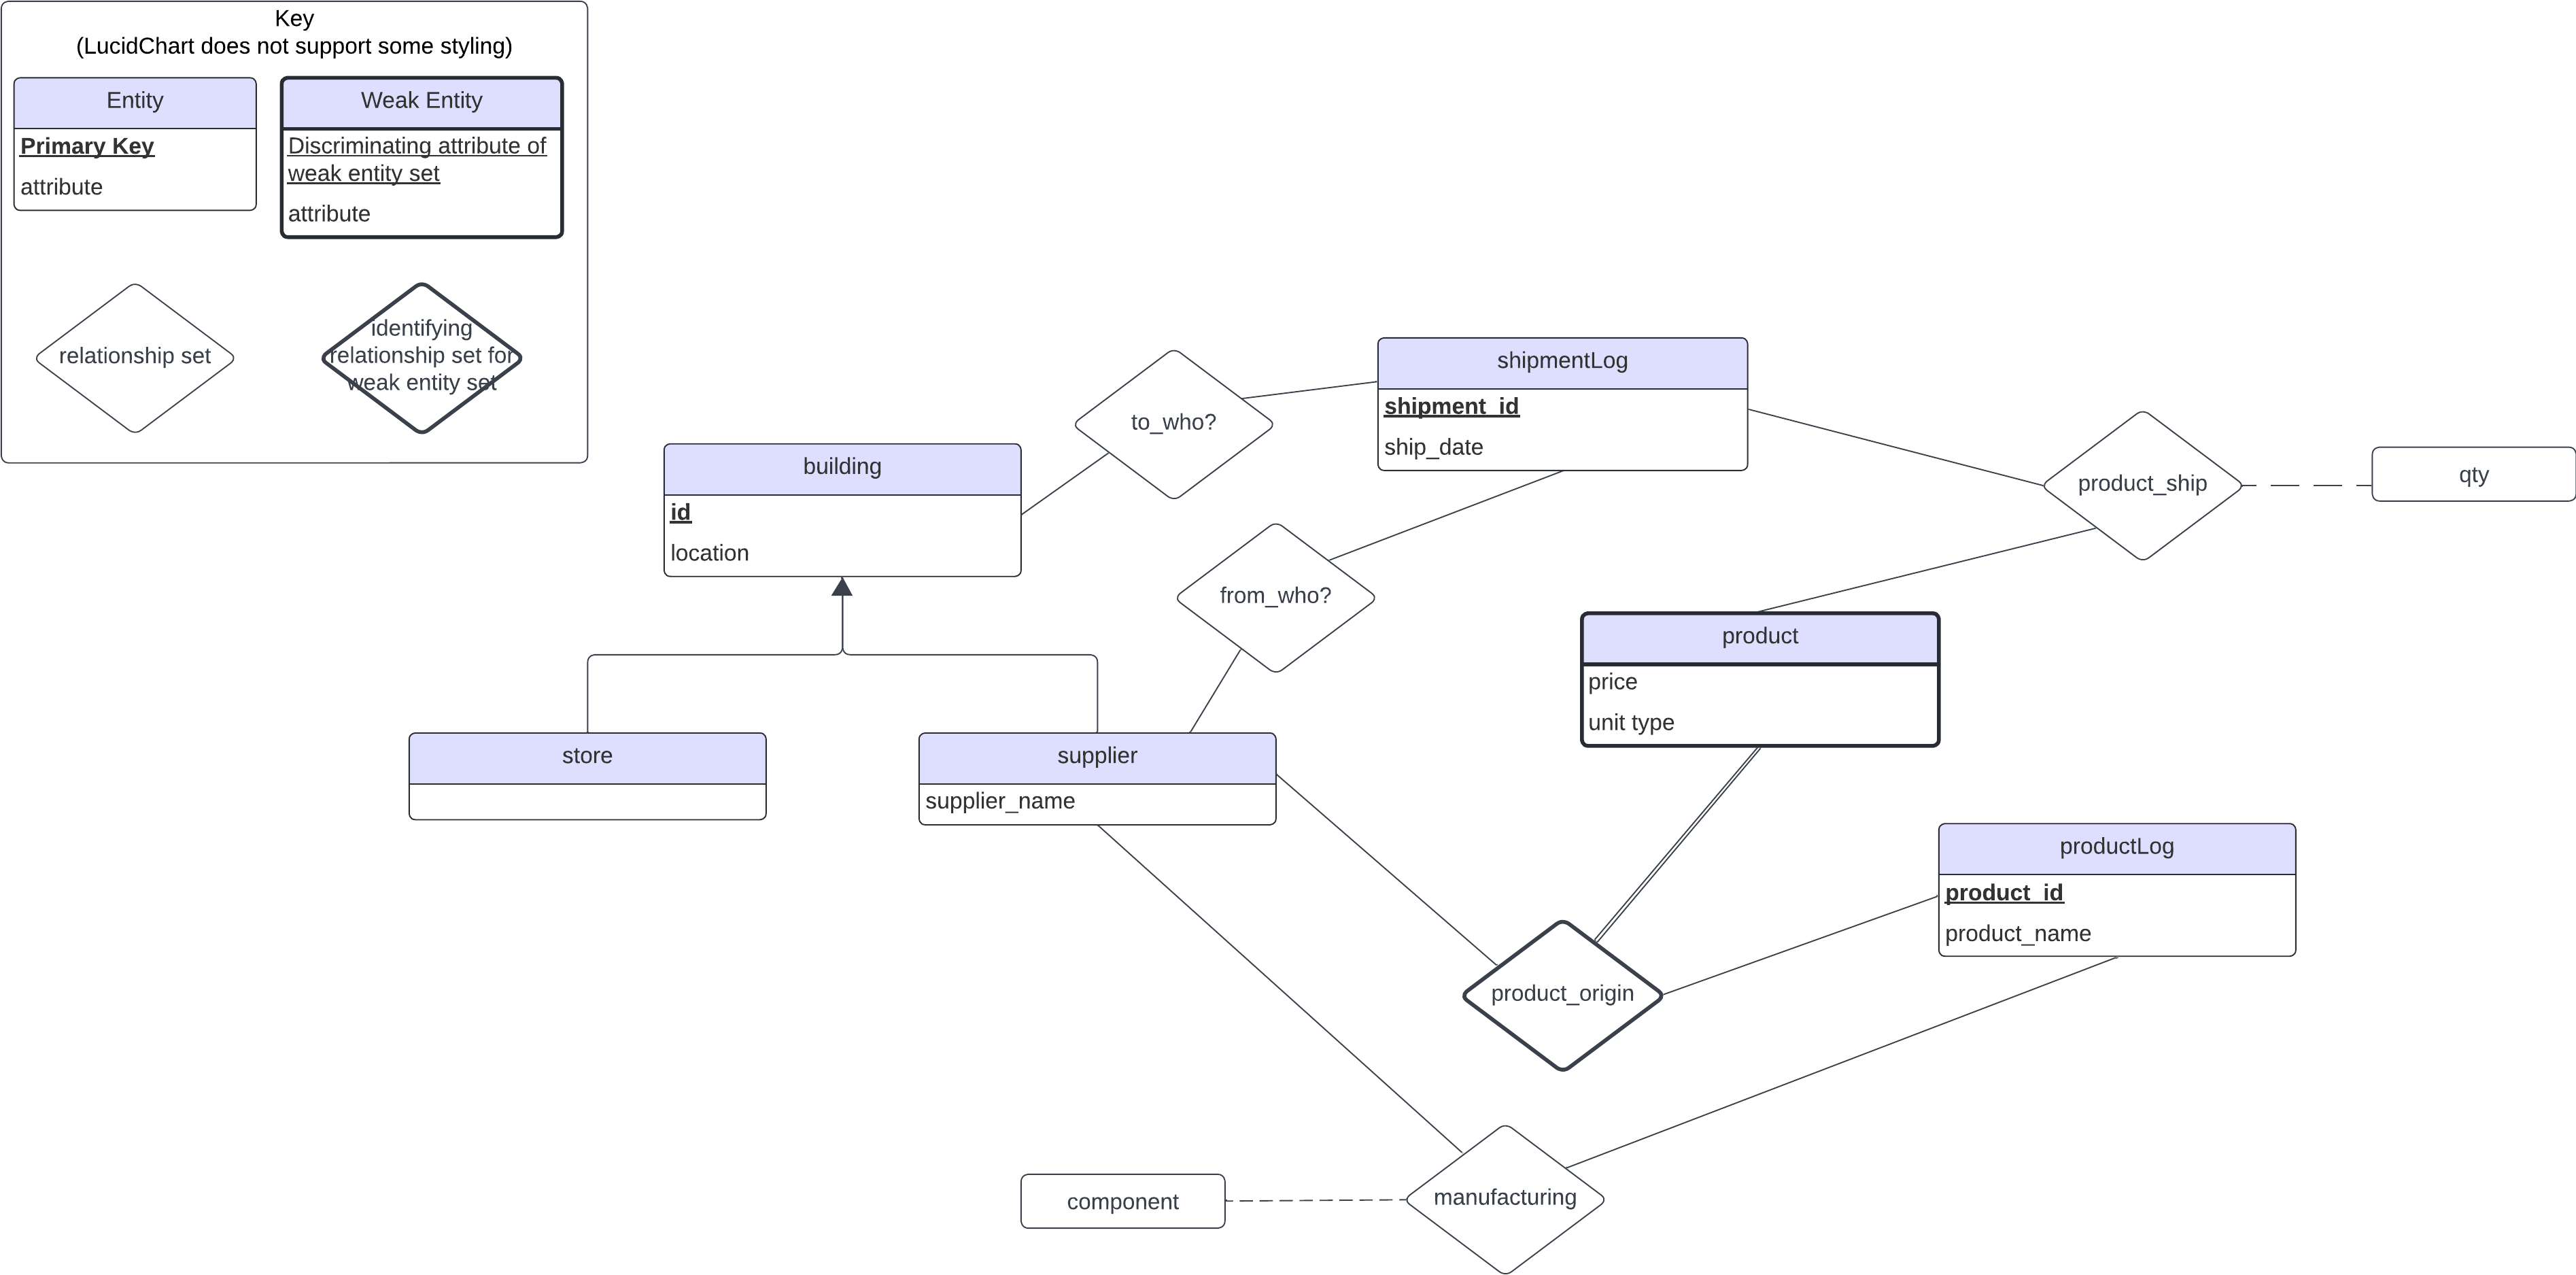 Key
(LucidChart does not support some styling)
Entity
Primary Key
attribute
Weak Entity
Discriminating attribute of
weak entity set
attribute
relationship set
identifying
relationship set for
weak entity set
to_who?
shipmentLog
shipment_id
ship_date
building
id
location
product_ship
qty
from_who?
product
price
unit type
store
supplier
supplier_name
productLog
product_id
product_name
product_origin
component
manufacturing